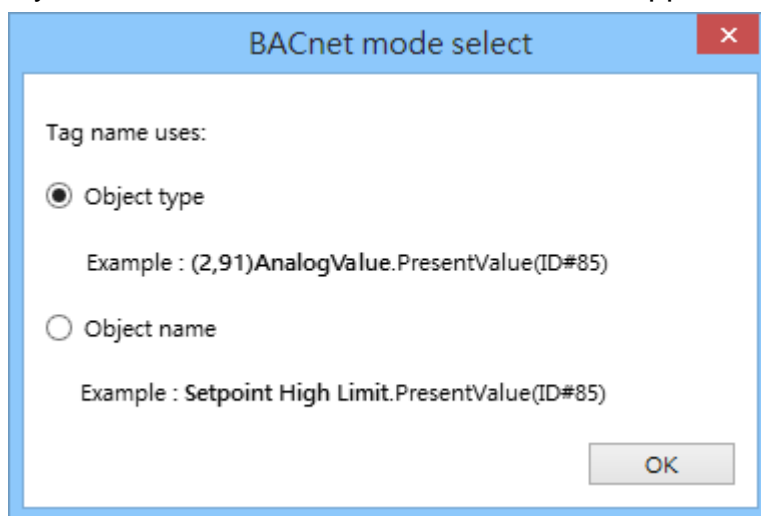 BACnet mode select
Tag name uses:
Object type
Example : (2,91)AnalogValue.PresentValue(ID#85)
Object name
Example : Setpoint High Limit.PresentValue(ID#85)
OK